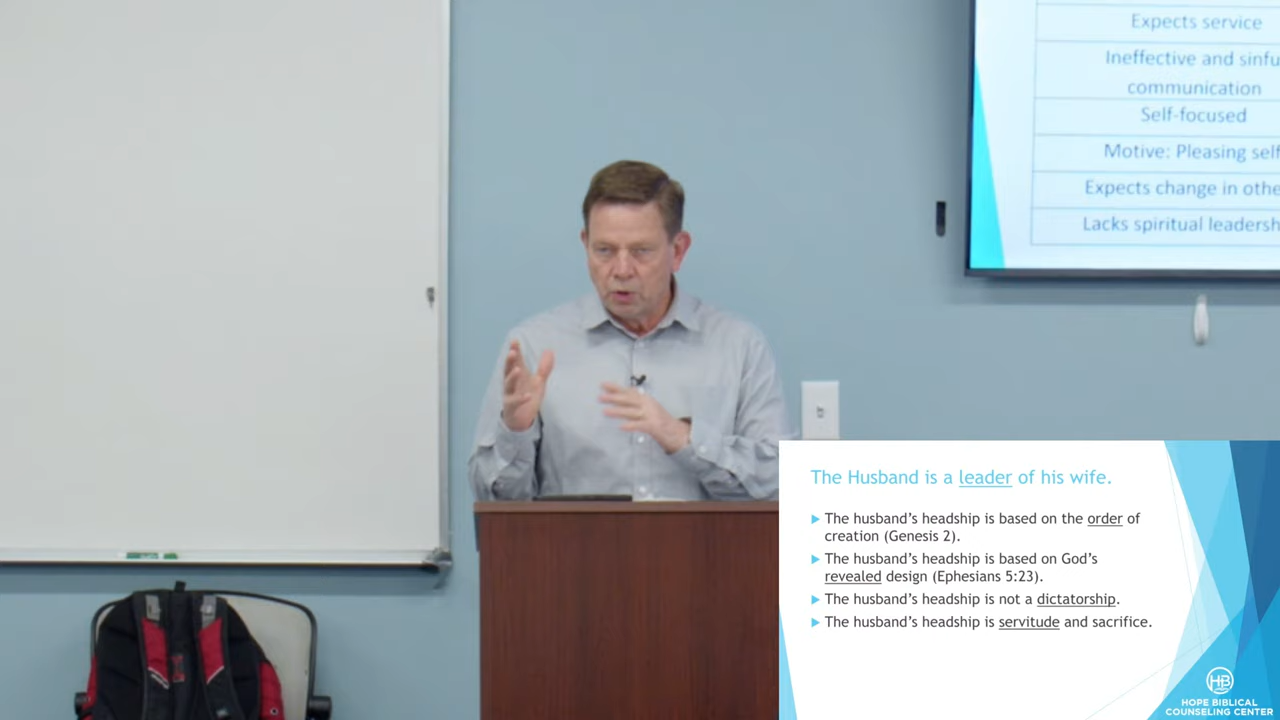 Expects service
Ineffective and
communication
Self-focused
Motive: Pleasing self
Expects change in
Lacks spiritual
The Husband is a leader of his wife.
The husband's headship is based on the order of
creation (Genesis 2).
The husband's headship is based on God's
revealed design (Ephesians 5:23).
The husband's headship is not a dictatorship.
The husband's headship is servitude and sacrifice.
HB
HOPE BIBLICAL
COUNSELING CENTER